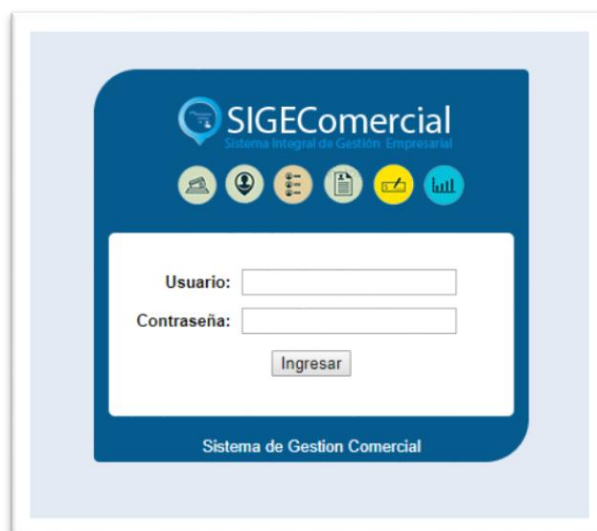 SIGEComercial
Sistema Integral de Gestión Empresarial
Usuario:
Contraseña:
Ingresar
Sistema de Gestion Comercial